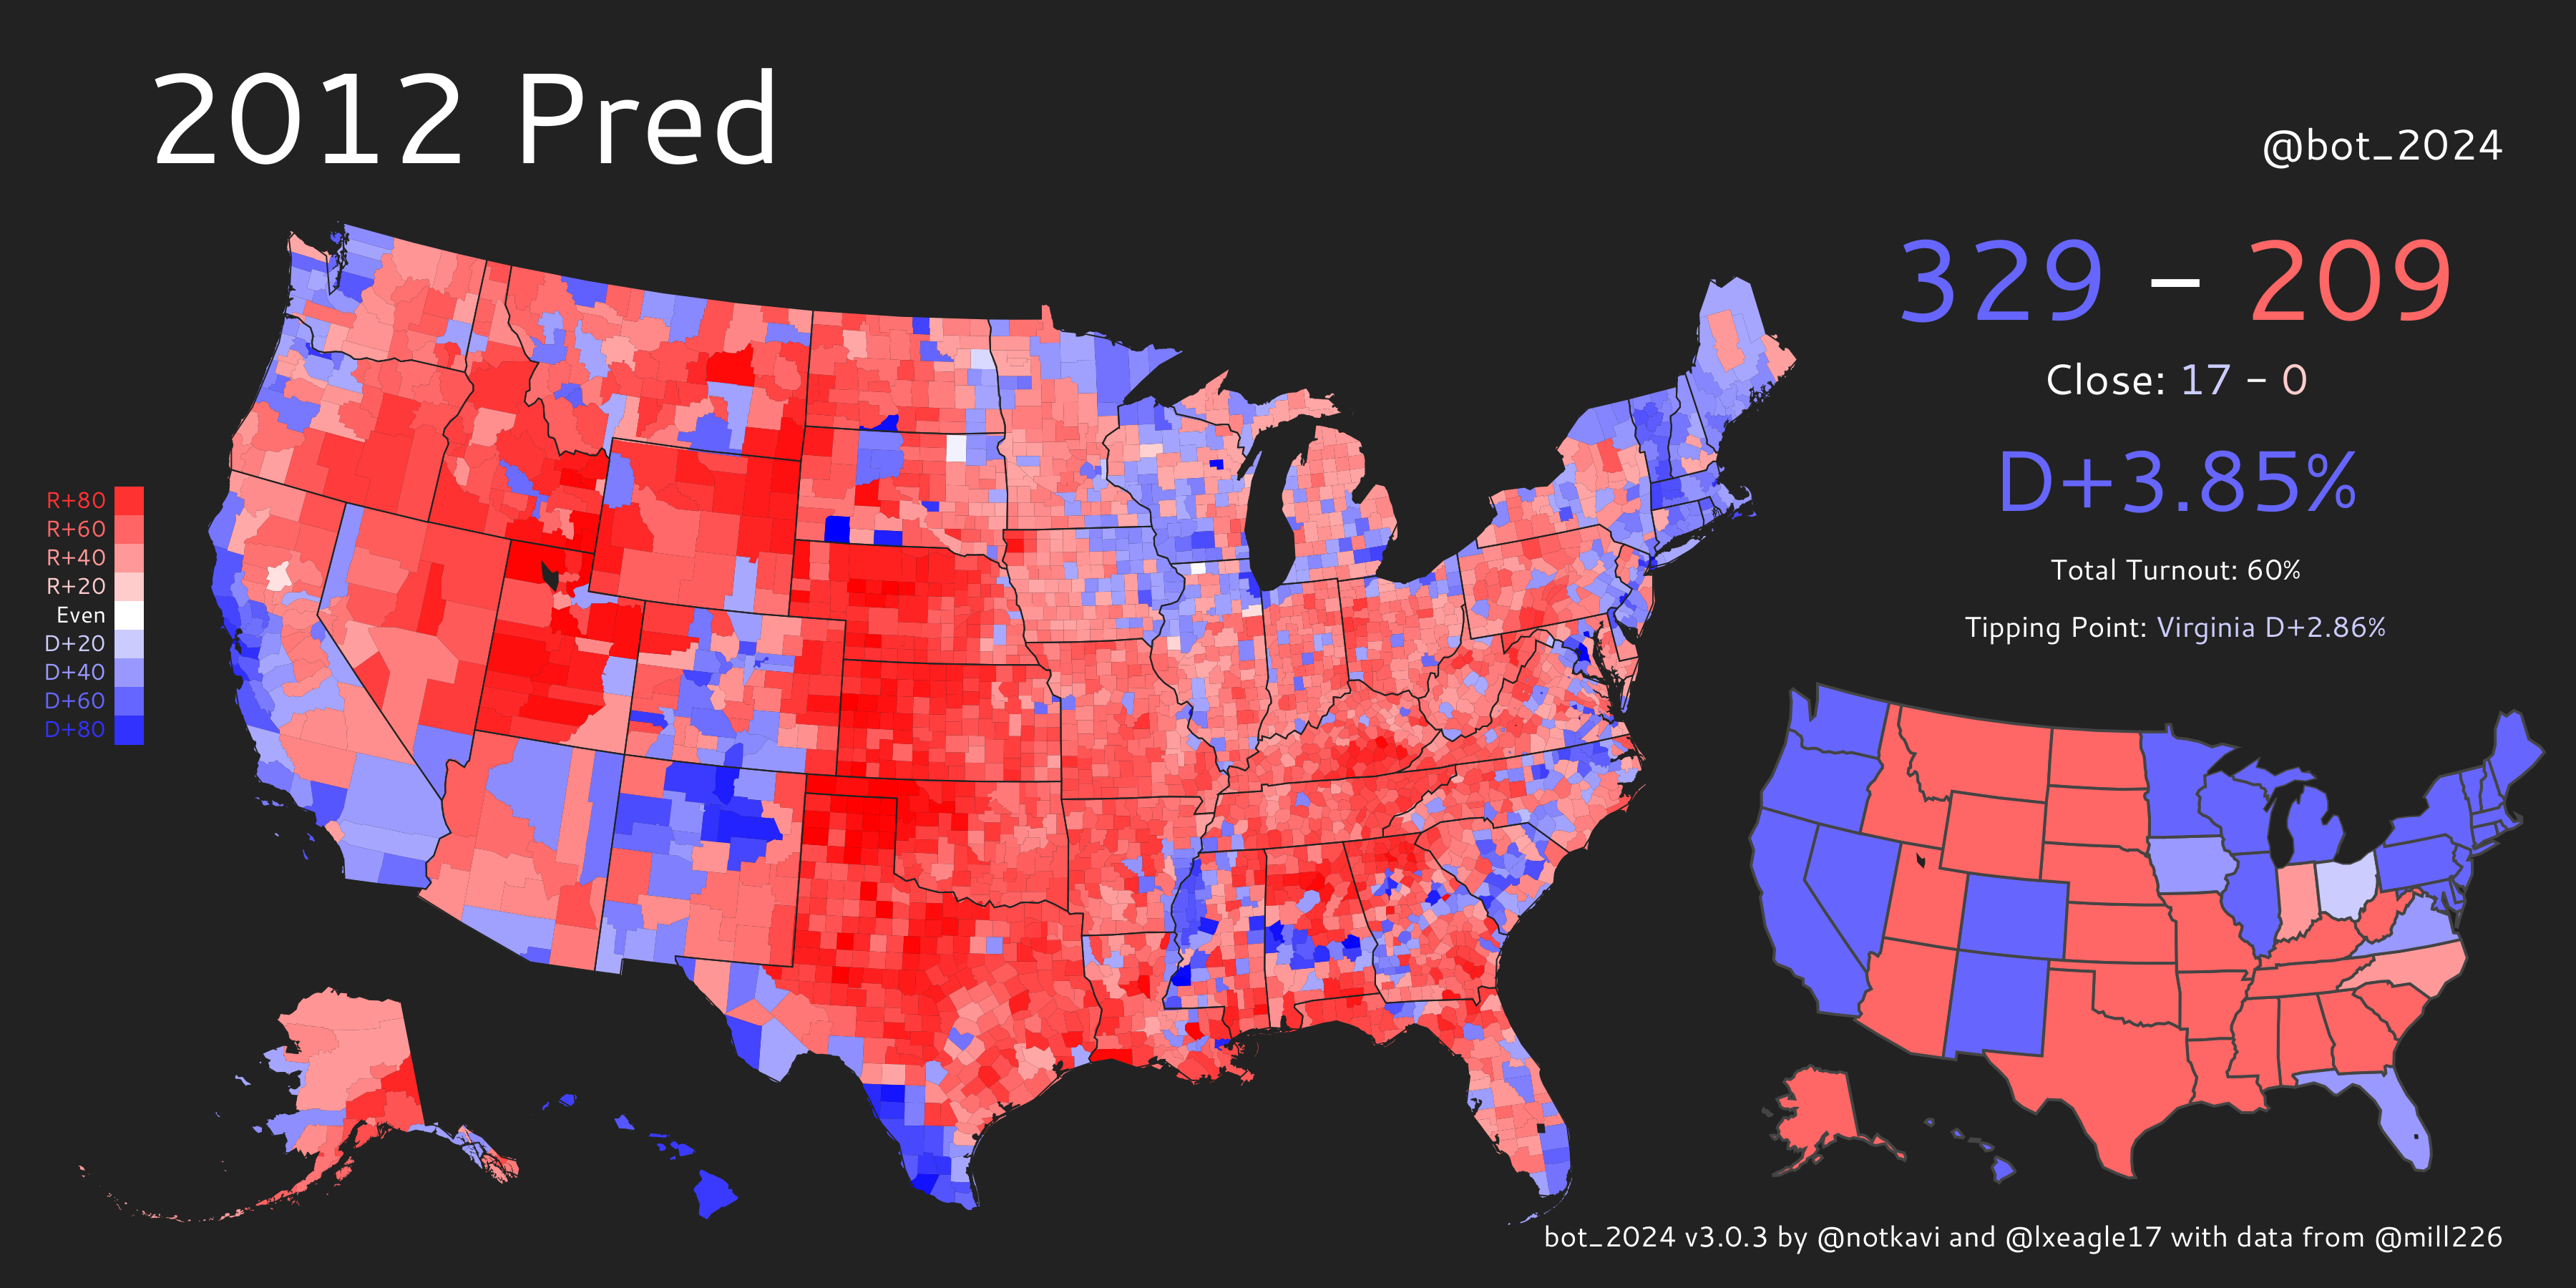 2012 Pred
@bot_2024
329 – 209
Close: 17 - 0
D+3.85%
Total Turnout: 60%
Tipping Point: Virginia D+2.86%
R+80
R+60
R+40
R+20
Even
D+20
D+40
D+60
D+80
bot_2024 v3.0.3 by @notkavi and @lxeagle17 with data from @mill226